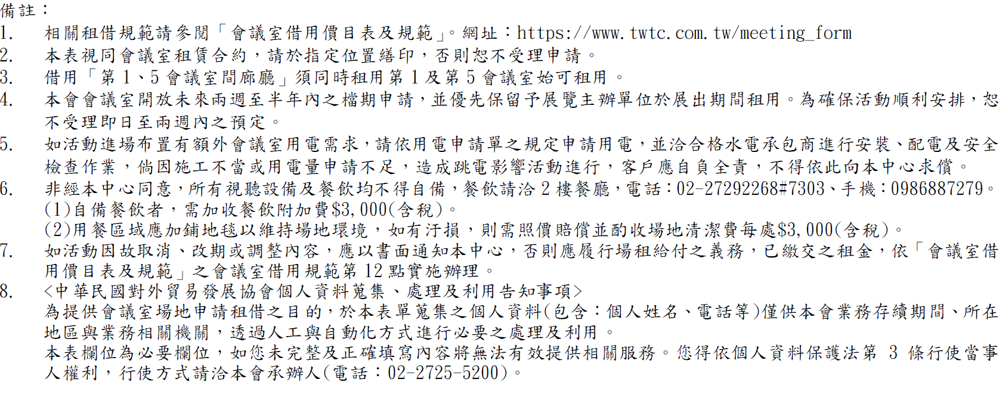 備註：
1. 相關租借規範請參閱「會議室借用價目表及規範」。網址：https://www.twtc.com.tw/meeting_form
2. 本表視同會議室租賃合約，請於指定位置繕印，否則恕不受理申請。
3. 借用「第 1、5 會議室間廊廳」須同時租用第 1 及第 5 會議室始可租用。
4. 本會會議室開放未來兩週至半年內之檔期申請，並優先保留予展覽主辦單位於展出期間租用。為確保活動順利安排，恕
不受理即日至兩週內之預定。
5. 如活動進場布置有額外會議室用電需求，請依用電申請單之規定申請用電，並洽合格水電承包商進行安裝、配電及安全
檢查作業，倘因施工不當或用電量申請不足，造成跳電影響活動進行，客戶應自負全責，不得依此向本中心求償。
6. 非經本中心同意，所有視聽設備及餐飲均不得自備，餐飲請洽 2 樓餐廳，電話：02-27292268#7303、手機：0986887279。
(1)自備餐飲者，需加收餐飲附加費$3,000(含稅)。
(2)用餐區域應加鋪地毯以維持場地環境，如有汙損，則需照價賠償並酌收場地清潔費每處$3,000(含稅)。
7. 如活動因故取消、改期或調整內容，應以書面通知本中心，否則應履行場租給付之義務，已繳交之租金，依「會議室借
用價目表及規範」之會議室借用規範第 12 點實施辦理。
8. <中華民國對外貿易發展協會個人資料蒐集、處理及利用告知事項>
為提供會議室場地申請租借之目的，於本表單蒐集之個人資料(包含：個人姓名、電話等)僅供本會業務存續期間、所在
地區與業務相關機關，透過人工與自動化方式進行必要之處理及利用。
本表欄位為必要欄位，如您未完整及正確填寫內容將無法有效提供相關服務。您得依個人資料保護法第 3 條行使當事
人權利，行使方式請洽本會承辦人(電話：02-2725-5200)。